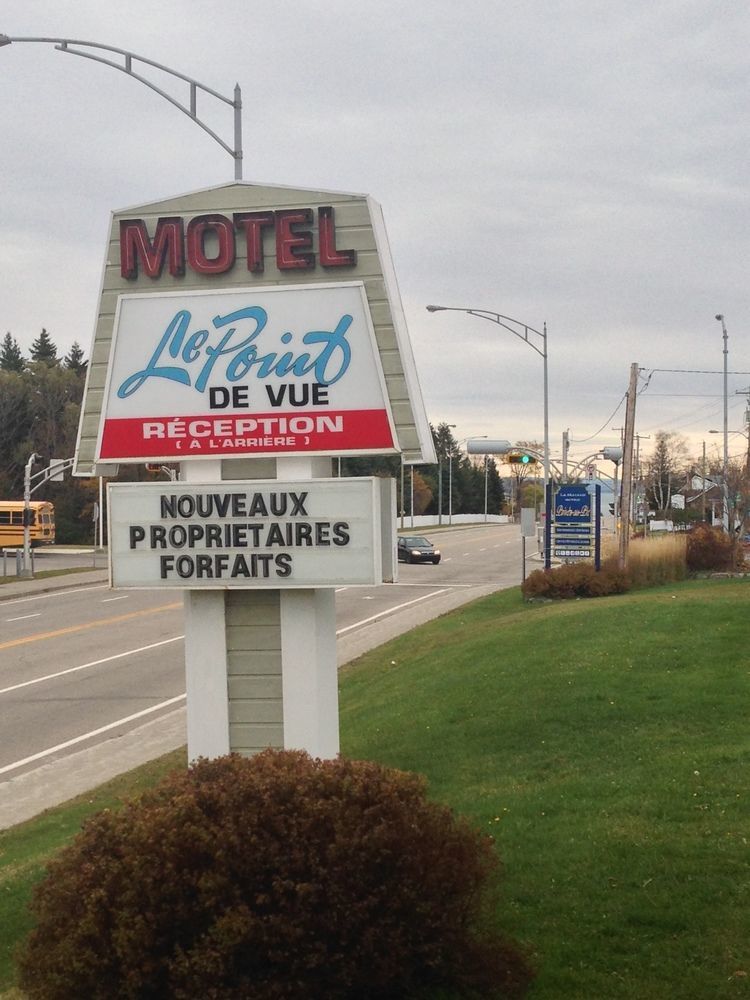 MOTEL
Le Point
DE VUE
RÉCEPTION
( À L'ARRIÈRE )
NOUVEAUX
PROPRIETAIRES
FORFAITS